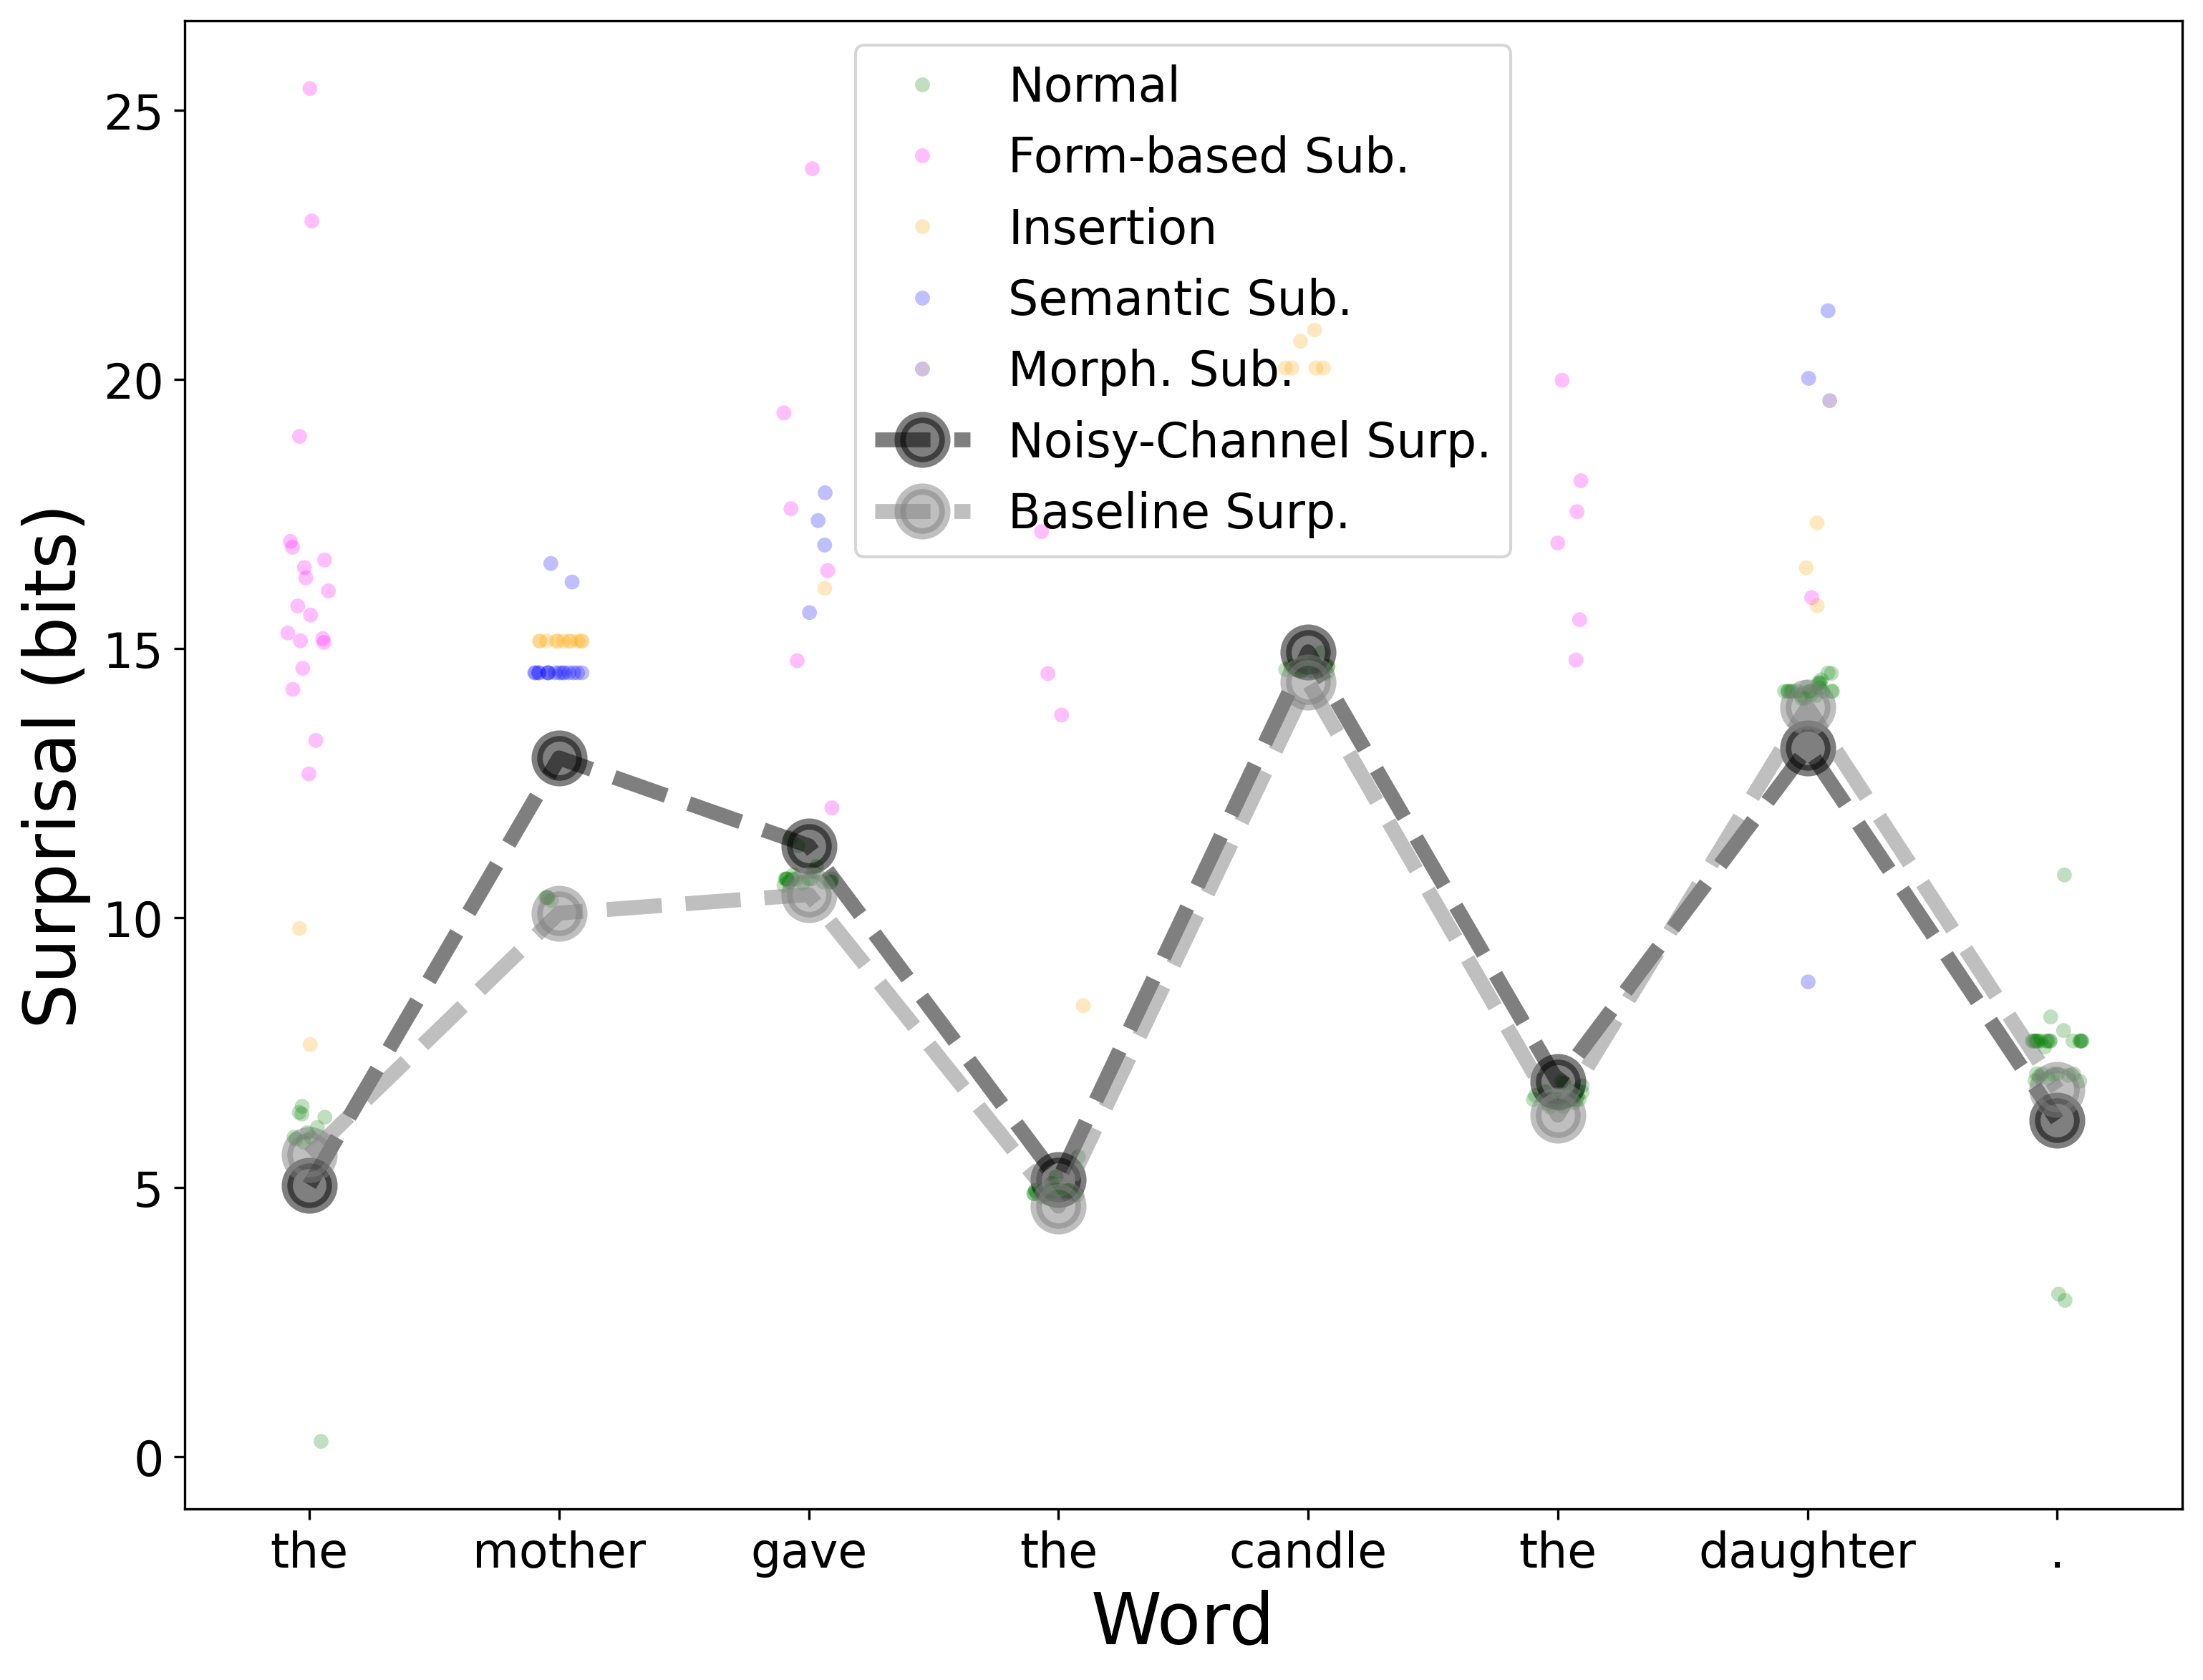 Surprisal (bits)
25
20
15
10
5
0
Normal
Form-based Sub.
Insertion
Semantic Sub.
Morph. Sub.
Noisy-Channel Surp.
Baseline Surp.
the mother gave the candle the daughter .
Word